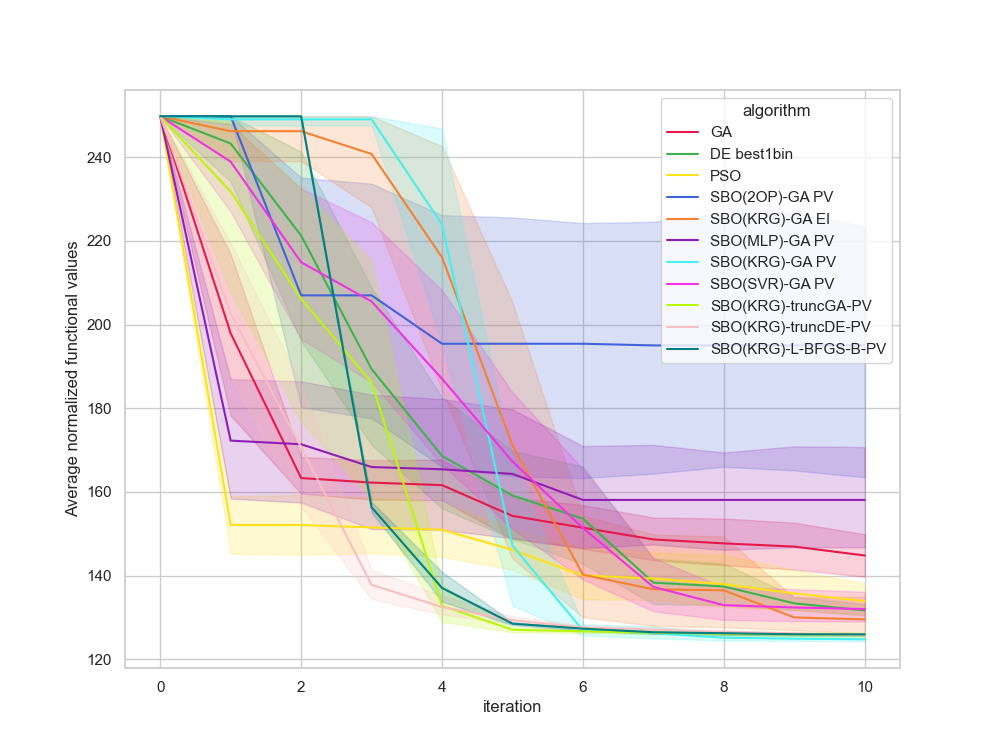 algorithm
GA
DE best1bin
PSO
SBO(2OP)-GA PV
SBO(KRG)-GA EI
SBO(MLP)-GA PV
SBO(KRG)-GA PV
SBO(SVR)-GA PV
SBO(KRG)-truncGA-PV
SBO(KRG)-truncDE-PV
SBO(KRG)-L-BFGS-B-PV
Average normalized functional values
240
220
200
180
160
140
120
0 2 4 6 8 10
iteration